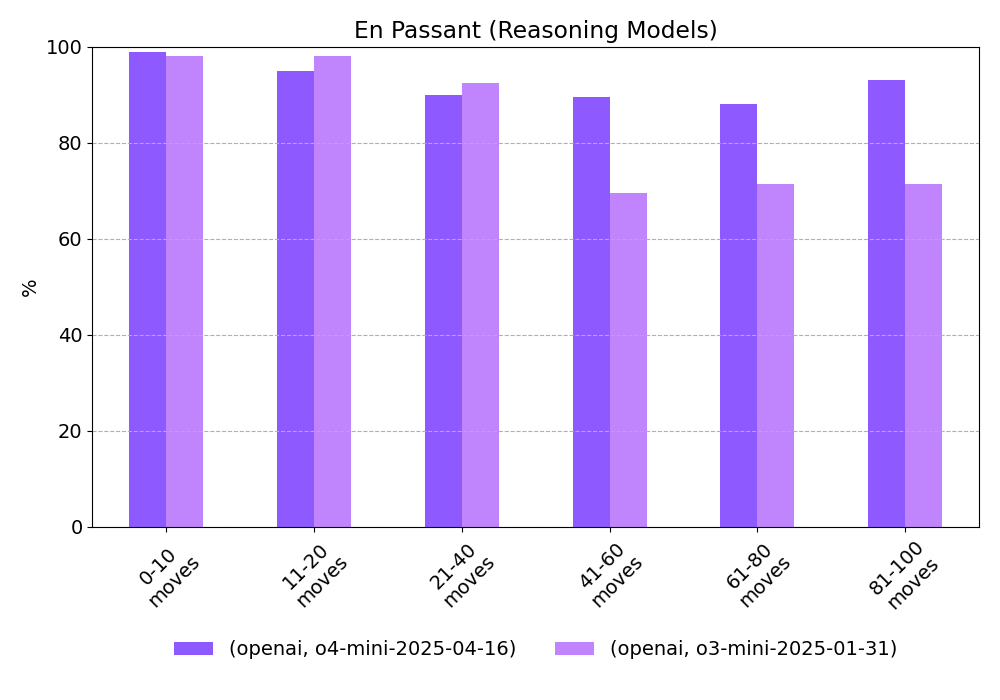 En Passant (Reasoning Models)
%
100
80
60
40
20
0
0-10
moves
11-20
moves
21-40
moves
41-60
moves
61-80
moves
81-100
moves
(openai, o4-mini-2025-04-16)
(openai, o3-mini-2025-01-31)